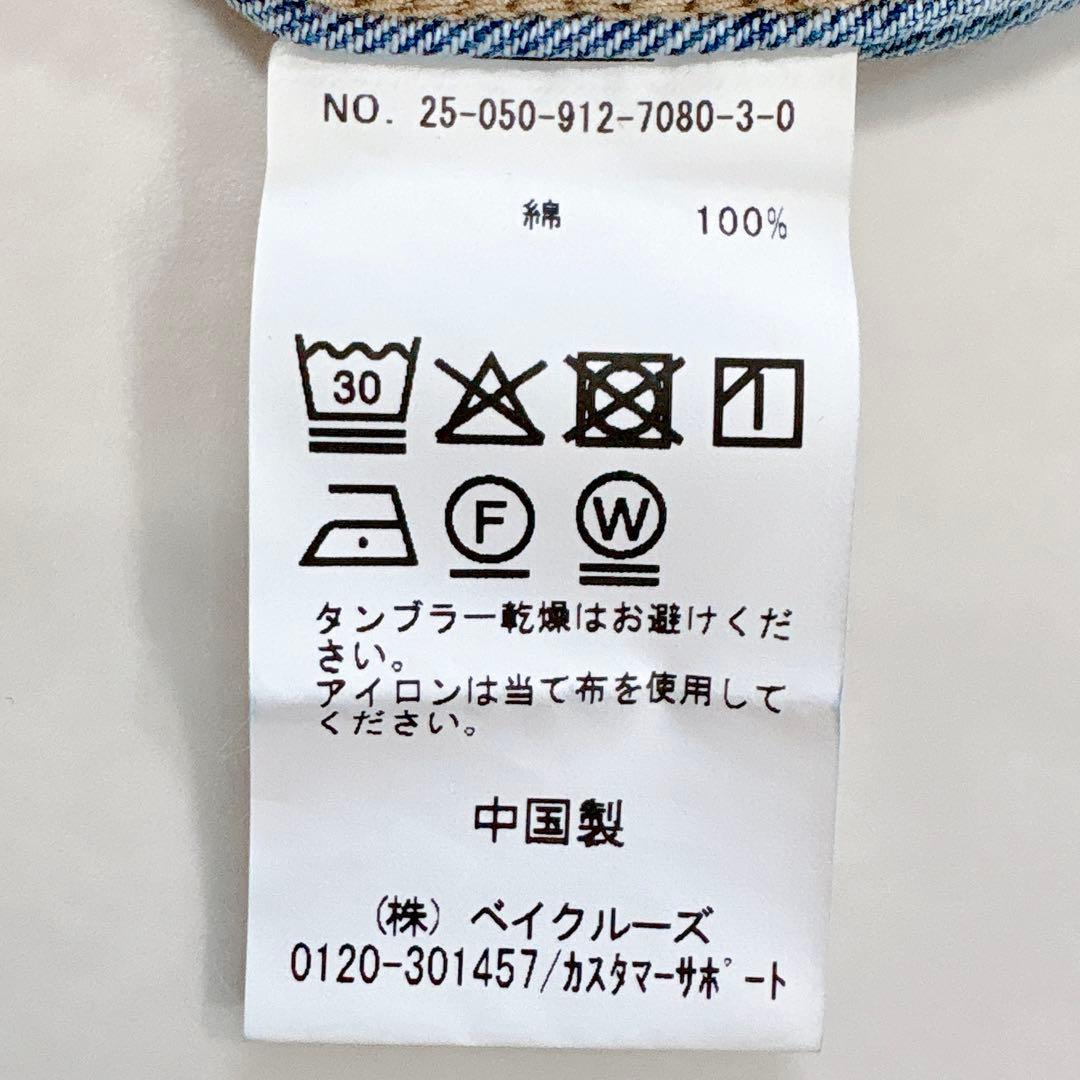 NO. 25-050-912-7080-3-0
綿 100%
30
F W
タンブラー乾燥はお避けくだ
さい。
アイロンは当て布を使用して
ください。
中国製
(株) ベイクルーズ
0120-301457/カスタマーサポート